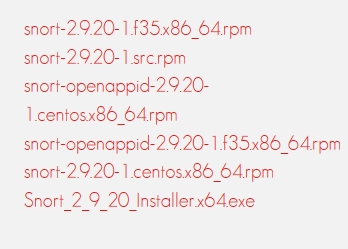 snort-2.9.20-1.f35.x86_64.rpm
snort-2.9.20-1.src.rpm
snort-openappid-2.9.20-
1.centos.x86_64.rpm
snort-openappid-2.9.20-1.f35.x86_64.rpm
snort-2.9.20-1.centos.x86_64.rpm
Snort_2_9_20_Installer.x64.exe